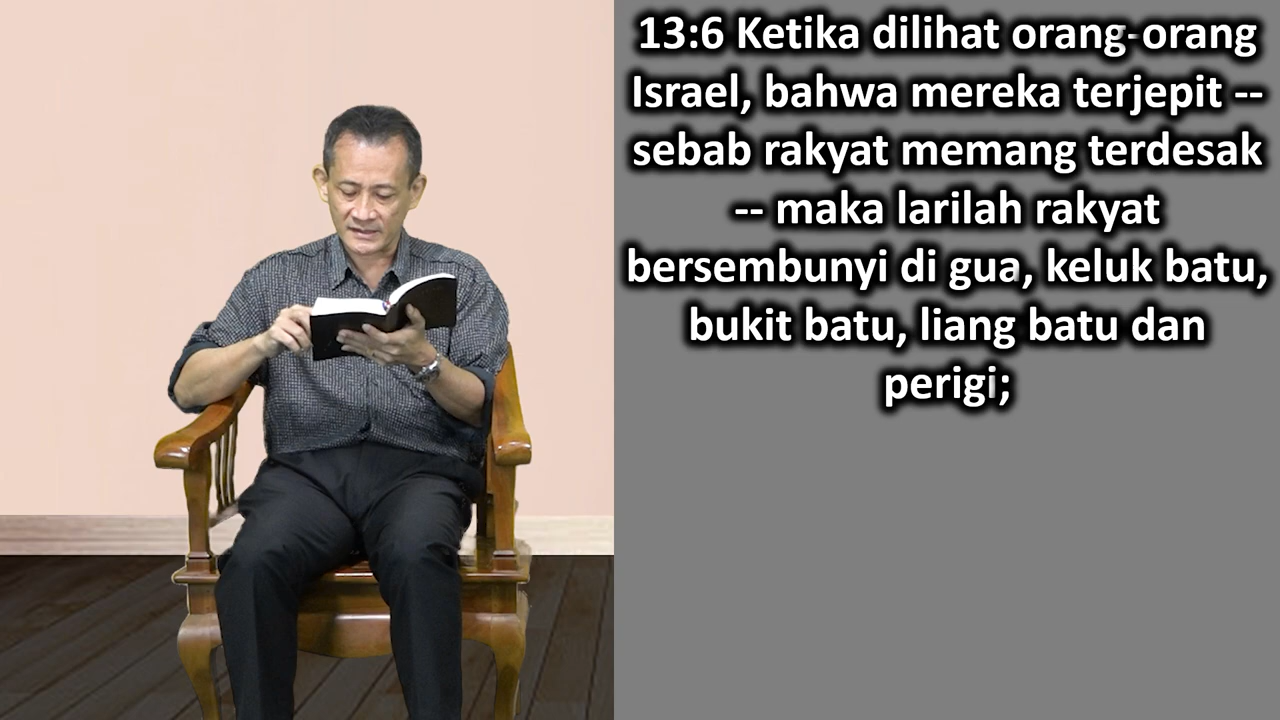 13:6 Ketika dilihat orang-orang
Israel, bahwa mereka terjepit --
sebab rakyat memang terdesak
-- maka larilah rakyat
bersembunyi di gua, keluk batu,
bukit batu, liang batu dan
perigi;